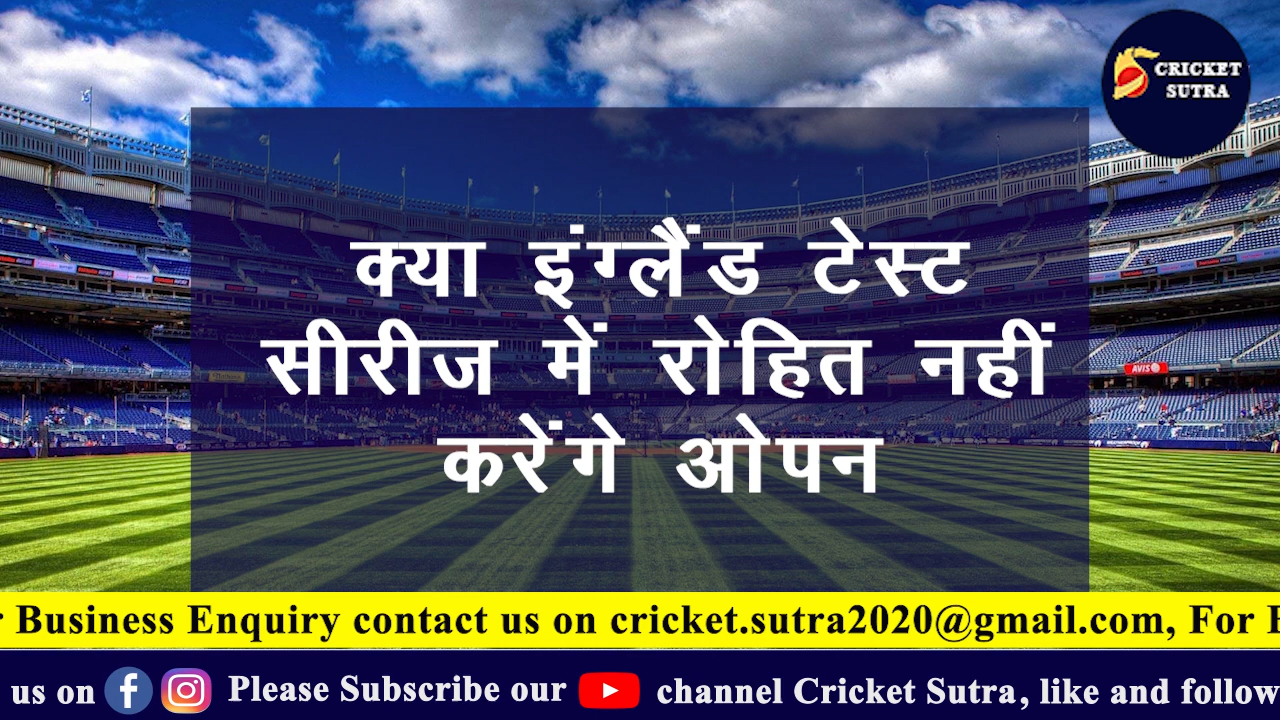 CRICKET
SUTRA
क्या इंग्लैंड टेस्ट
सीरीज में रोहित नहीं
करेंगे ओपन
AVIS
Business Enquiry contact us on cricket.sutra2020@gmail.com, For
us on Please Subscribe our channel Cricket Sutra, like and follow